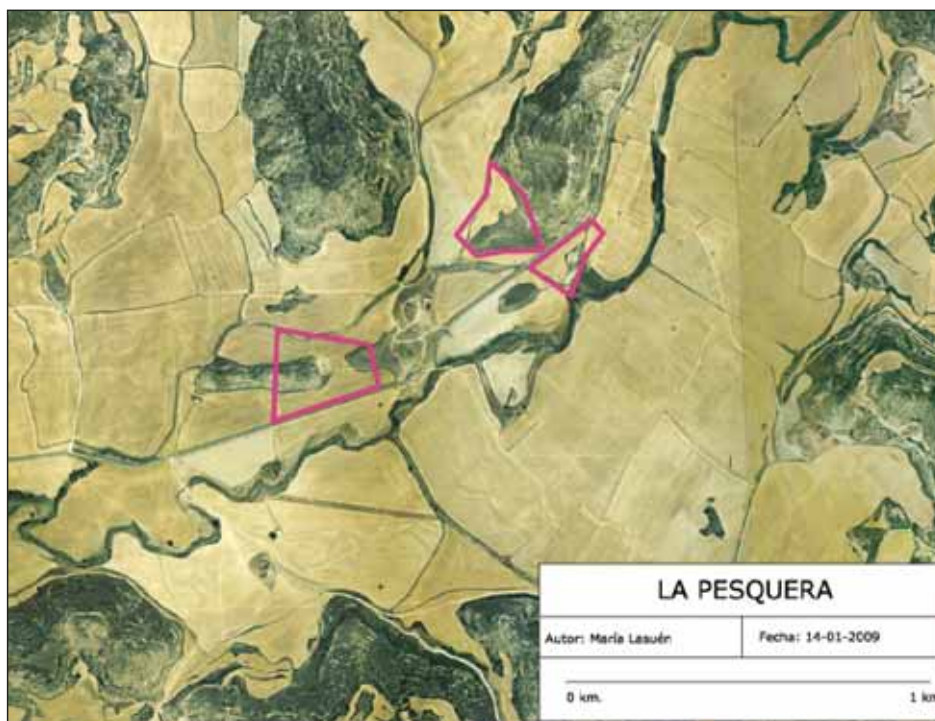 LA PESQUERA
Autor: María Lasuén
Fecha: 14-01-2009
0 km.
1 km